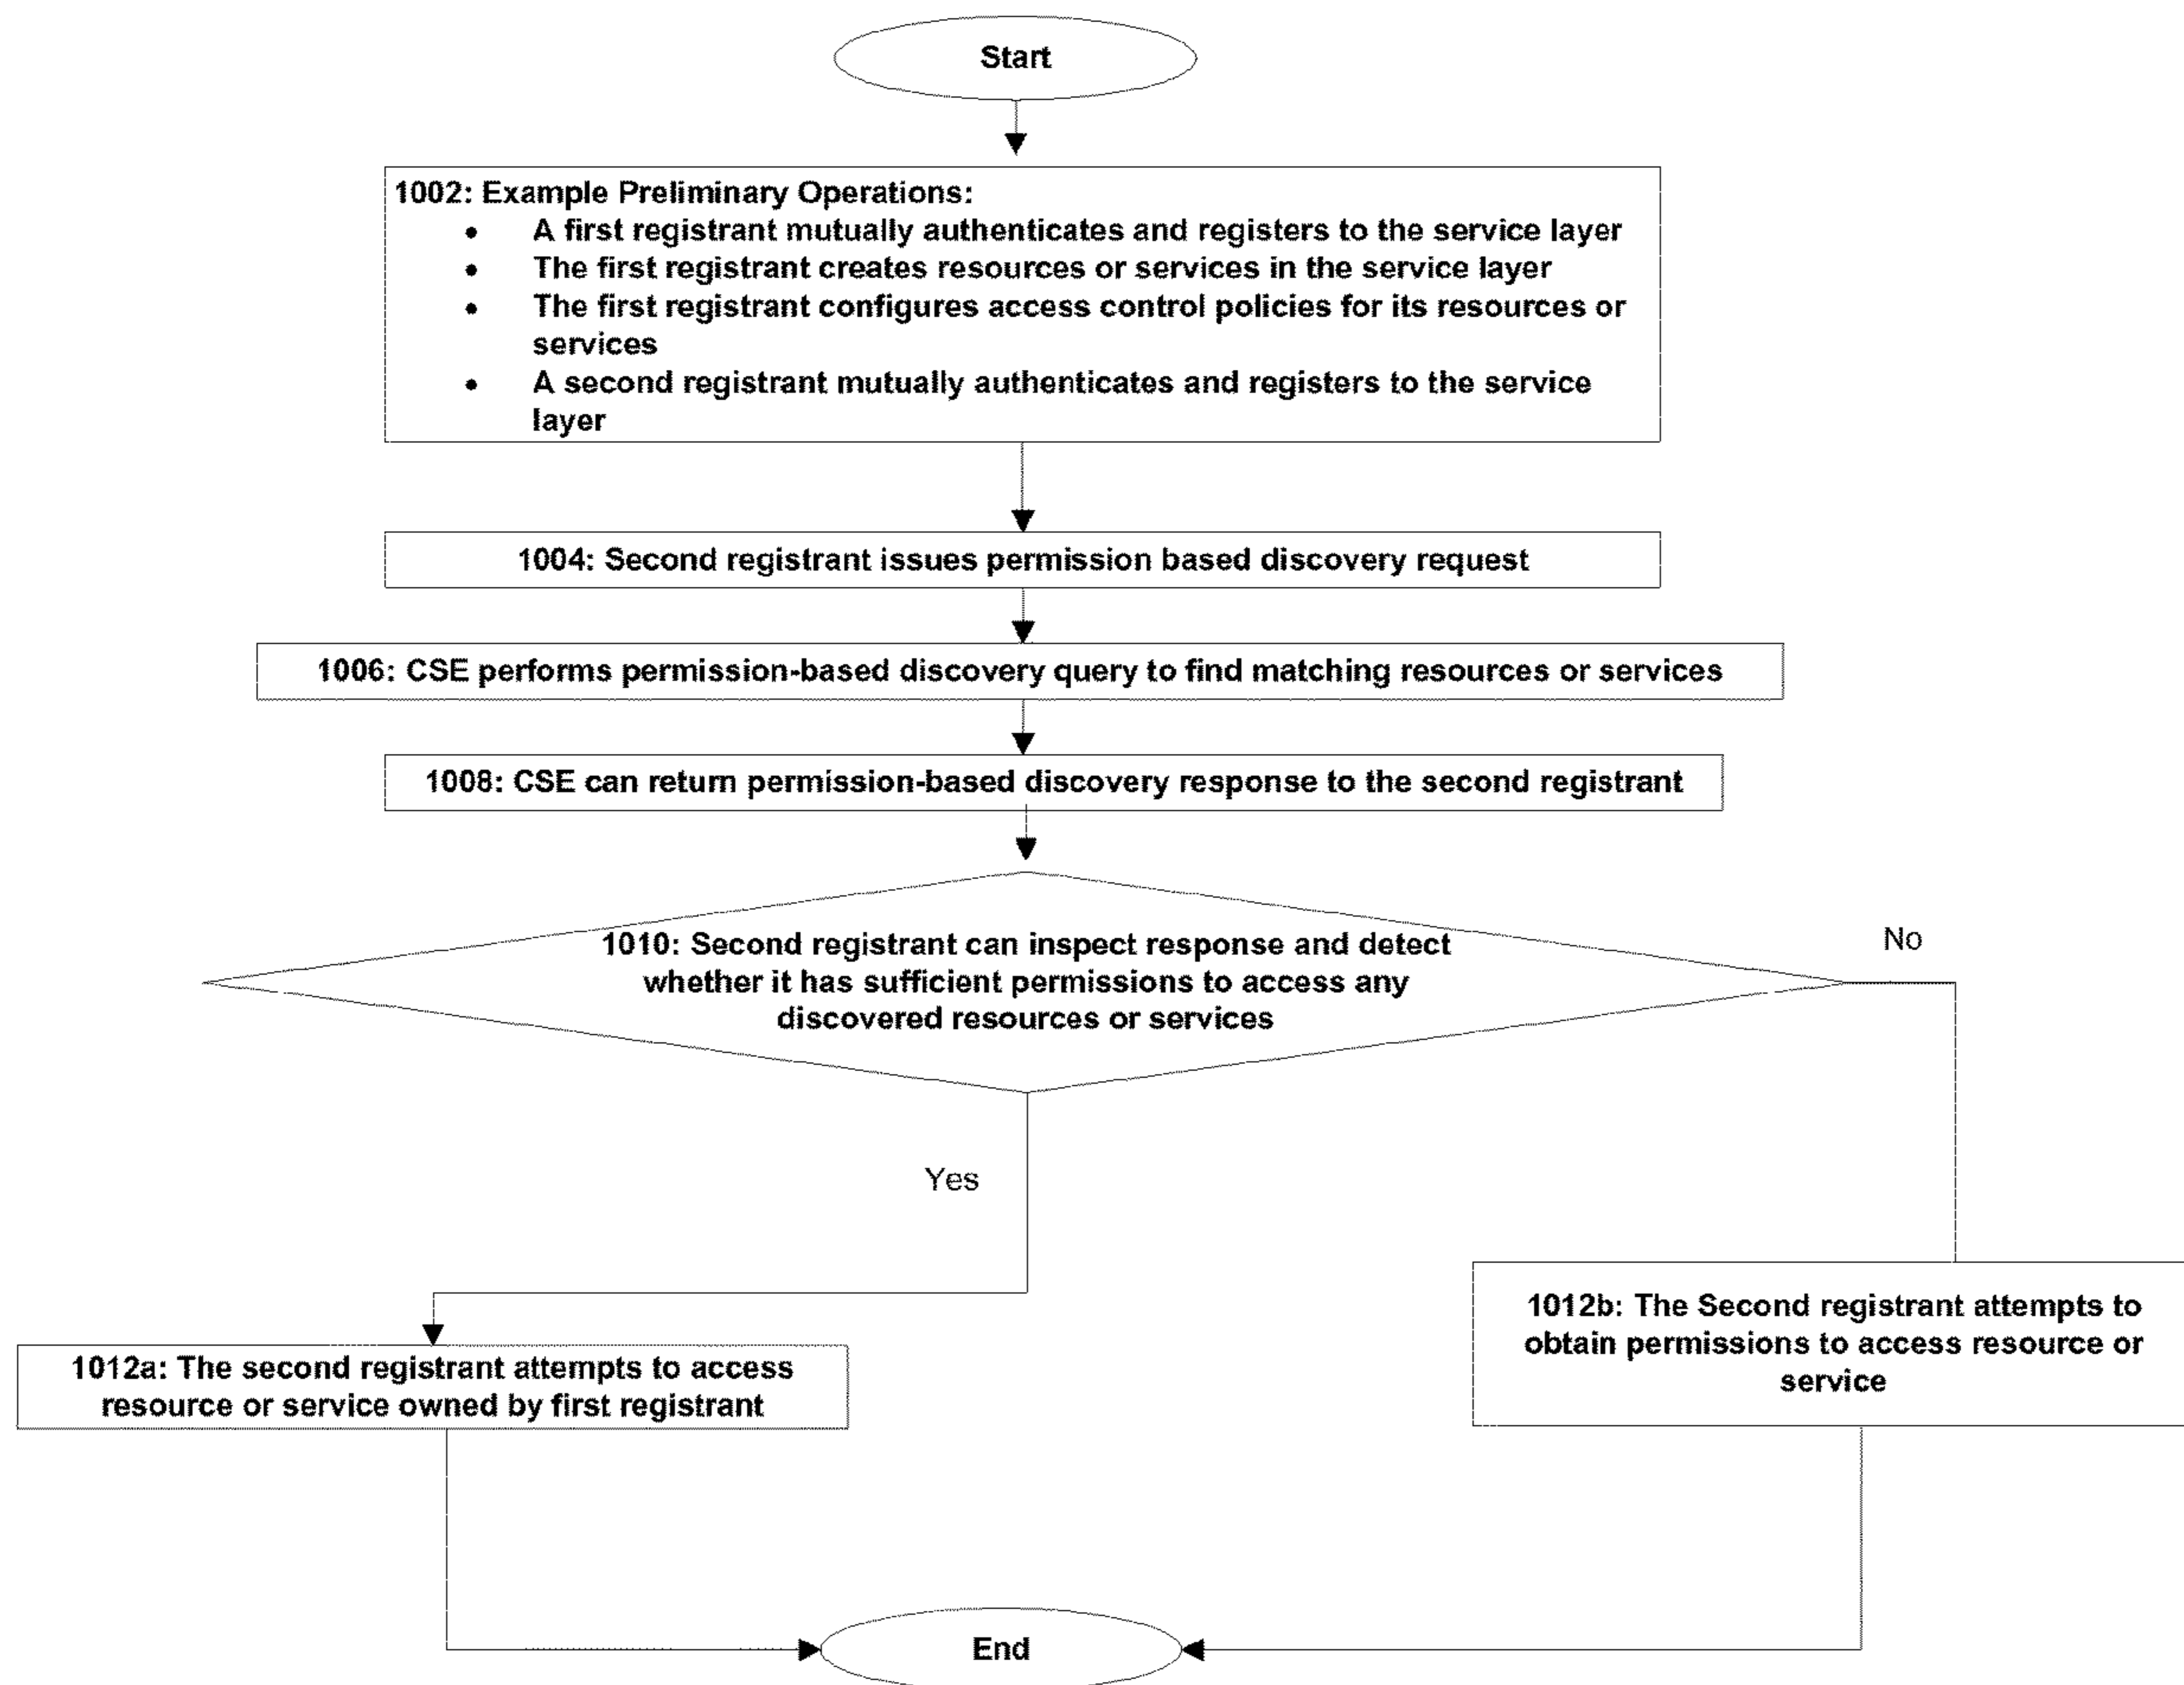 Start
1002: Example Preliminary Operations:
• A first registrant mutually authenticates and registers to the service layer
• The first registrant creates resources or services in the service layer
• The first registrant configures access control policies for its resources or
services
• A second registrant mutually authenticates and registers to the service
layer
1004: Second registrant issues permission based discovery request
1006: CSE performs permission-based discovery query to find matching resources or services
1008: CSE can return permission-based discovery response to the second registrant
1010: Second registrant can inspect response and detect
whether it has sufficient permissions to access any
discovered resources or services
No
Yes
1012a: The second registrant attempts to access
resource or service owned by first registrant
1012b: The Second registrant attempts to
obtain permissions to access resource or
service
End